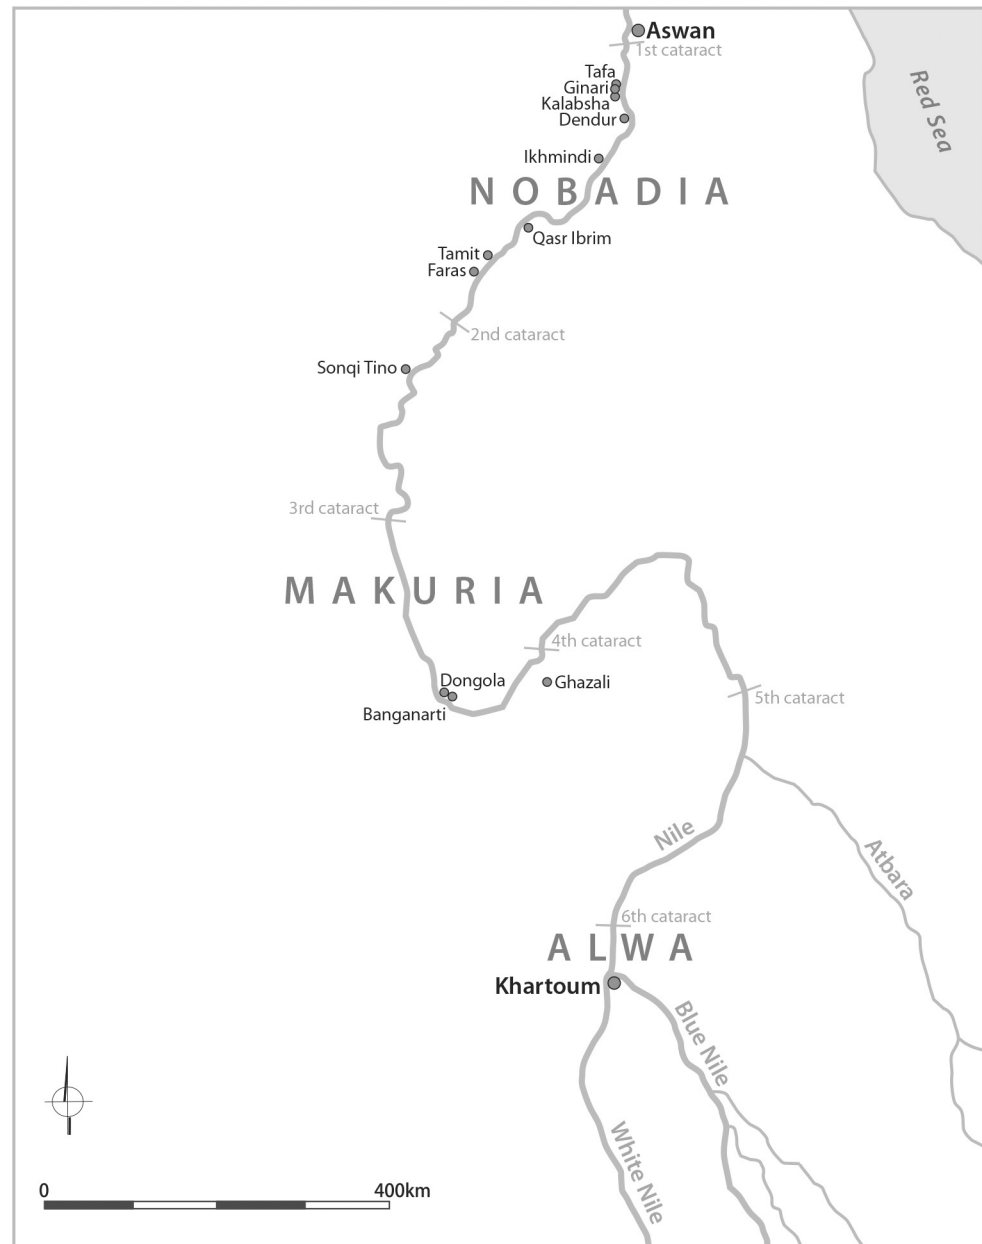 Aswan
1st cataract
Red Sea
Tafa
Ginari
Kalabsha
Dendur
Ikhmindi
NOBADIA
Qasr Ibrim
Tamit
Faras
2nd cataract
Sonqi Tino
3rd cataract
MAKURIA
4th cataract
Dongola
Ghazali
5th cataract
Banganarti
Nile
Atbara
6th cataract
ALWA
Khartoum
Blue Nile
White Nile
0 400km